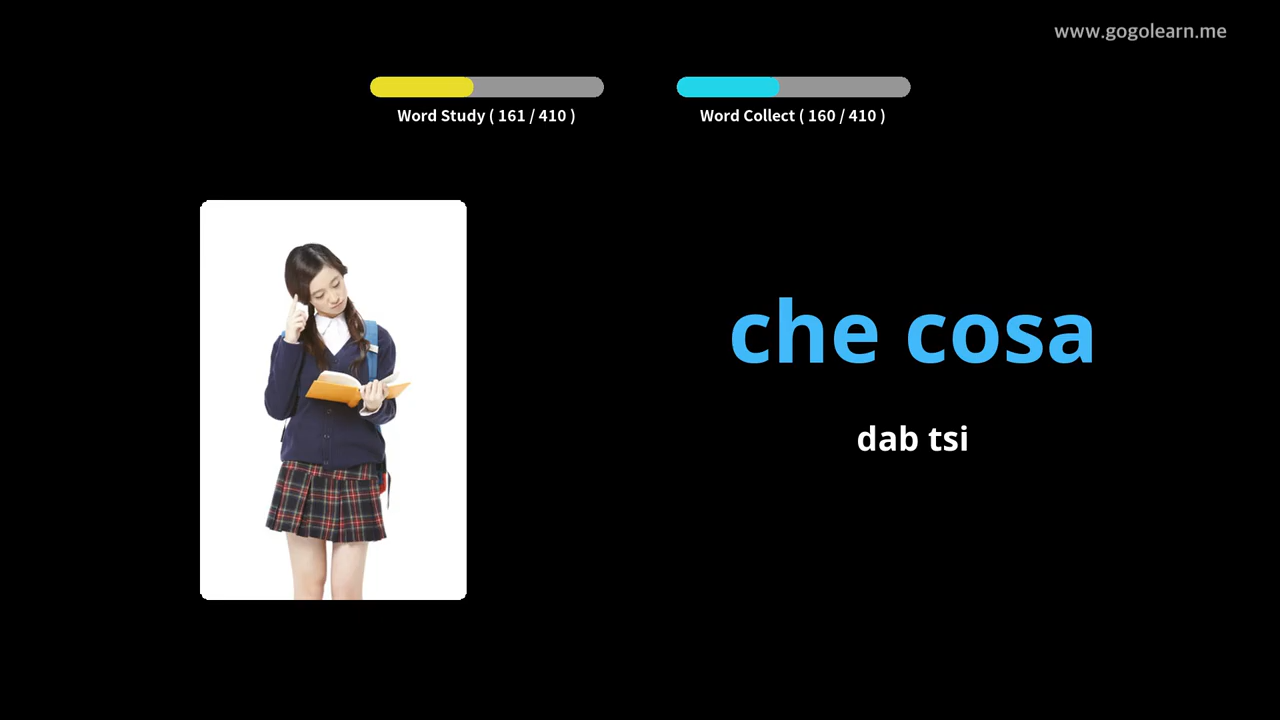 www.gogolearn.me
Word Study ( 161 / 410 )
Word Collect ( 160 / 410 )
che cosa
dab tsi